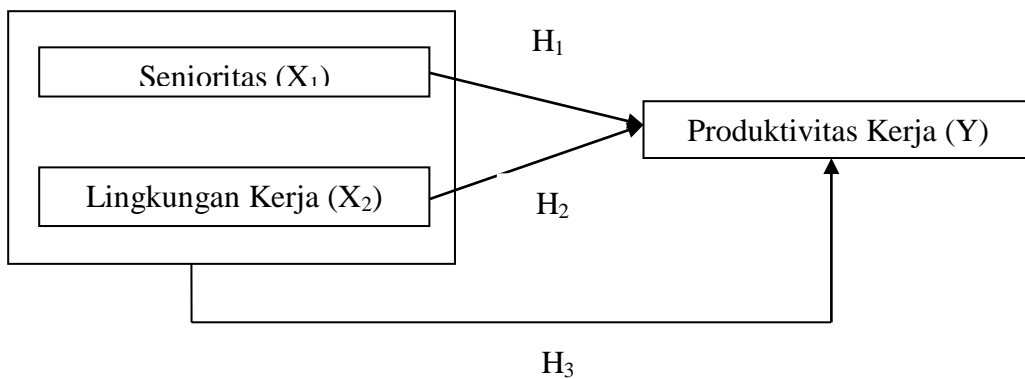 H₁
Senioritas (X₁)
Produktivitas Kerja (Y)
Lingkungan Kerja (X₂)
H₂
H₃